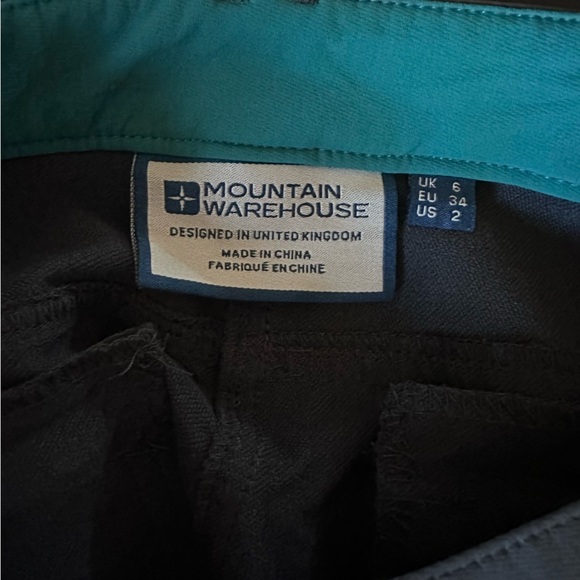 MOUNTAIN
WAREHOUSE
DESIGNED IN UNITED KINGDOM
MADE IN CHINA
FABRIQUÉ EN CHINE
UK 6
EU 34
US 2